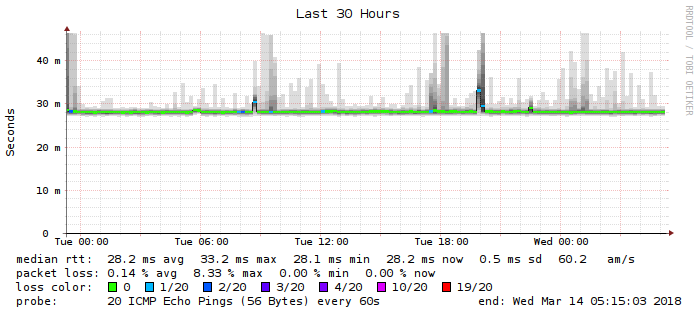 Last 30 Hours
RRDTOOL / TOBI OETIKER
Seconds
40 m
30 m
20 m
10 m
0
Tue 00:00 Tue 06:00 Tue 12:00 Tue 18:00 Wed 00:00
median rtt: 28.2 ms avg 33.2 ms max 28.1 ms min 28.2 ms now 0.5 ms sd 60.2 am/s
packet loss: 0.14 % avg 8.33 % max 0.00 % min 0.00 % now
loss color: 0 1/20 2/20 3/20 4/20 10/20 19/20
probe: 20 ICMP Echo Pings (56 Bytes) every 60s end: Wed Mar 14 05:15:03 2018